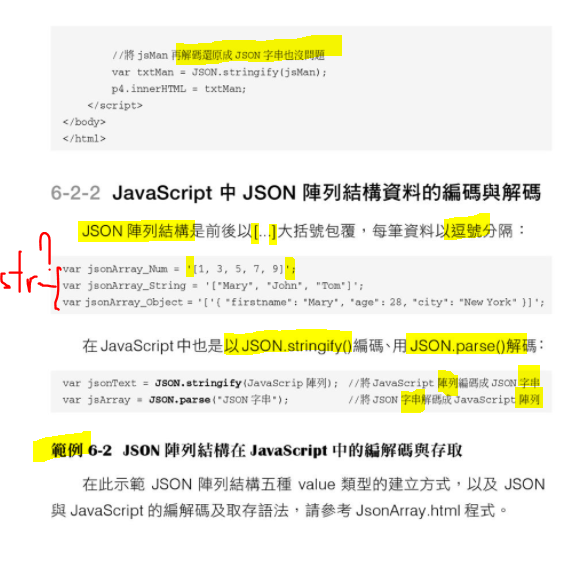 //將 jsMan 再解碼還原成 JSON 字串也沒問題
var txtMan = JSON.stringify(jsMan);
p4.innerHTML = txtMan;
</script>
</body>
</html>
6-2-2 JavaScript 中 JSON 陣列結構資料的編碼與解碼
JSON 陣列結構是前後以[...]大括號包覆，每筆資料以逗號分隔：
?
var jsonArray_Num = '[1, 3, 5, 7, 9]';
var jsonArray_String = '["Mary", "John", "Tom"]';
var jsonArray_Object = '['{ "firstname": "Mary", "age": 28, "city": "New York" }]';
在 JavaScript 中也是以 JSON.stringify()編碼、用 JSON.parse()解碼：
var jsonText = JSON.stringify(JavaScrip 陣列); //將 JavaScript 陣列編碼成 JSON 字串
var jsArray = JSON.parse("JSON 字串"); //將 JSON 字串解碼成 JavaScript 陣列
範例 6-2 JSON 陣列結構在 JavaScript 中的編解碼與存取
在此示範 JSON 陣列結構五種 value 類型的建立方式，以及 JSON
與 JavaScript 的編解碼及取存語法，請參考 JsonArray.html 程式。